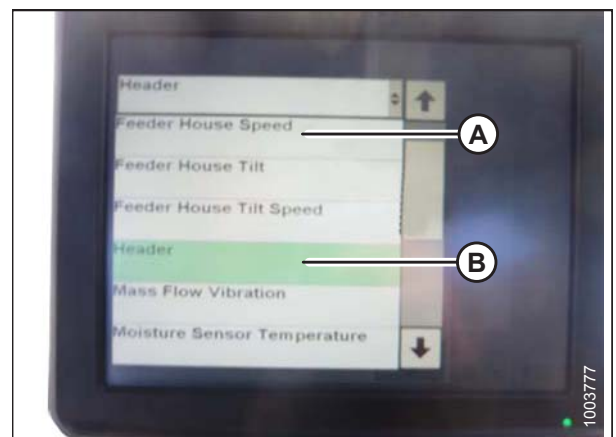 Header
Feeder House Speed
A
Feeder House Tilt
Feeder House Tilt Speed
Header
B
Mass Flow Vibration
Moisture Sensor Temperature
1003777